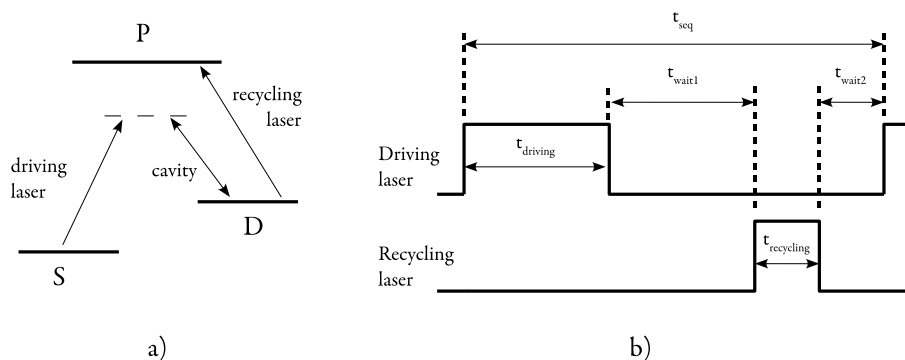 P
recycling
laser
driving
laser
cavity
D
S
a)
t_seq
t_wait1
t_wait2
Driving
laser
t_driving
Recycling
laser
t_recycling
b)